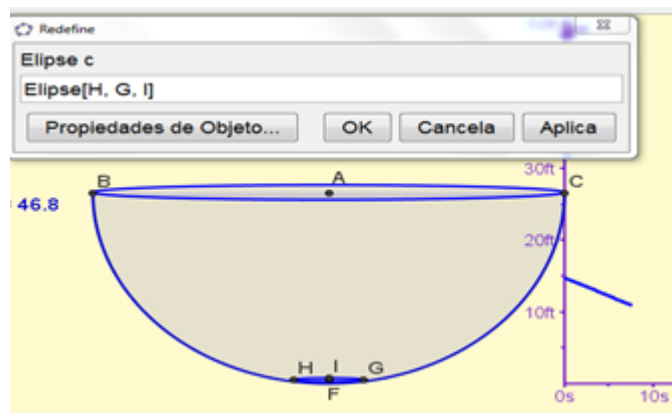 Redefine
Elipse c
Elipse[H, G, I]
Propiedades de Objeto... OK Cancela Aplica
30ft
B A C
46.8
20ft
10ft
H I G
F
0s 10s